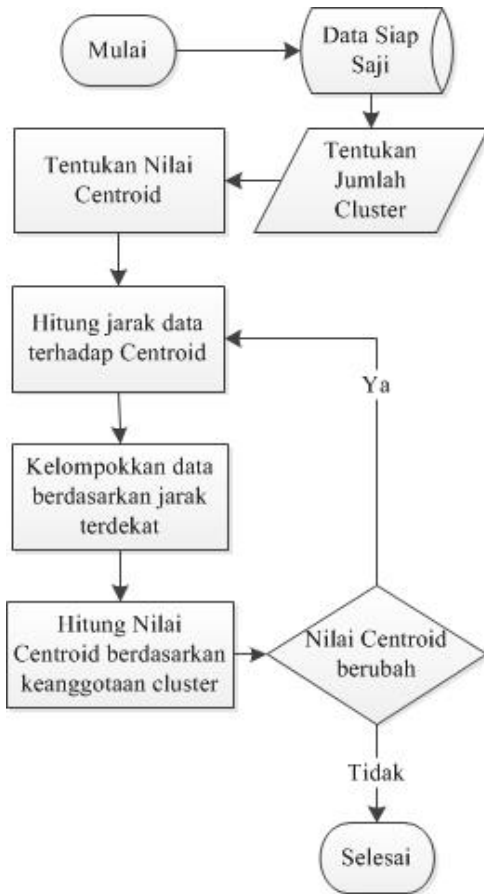 Mulai
Data Siap
Saji
Tentukan
Jumlah
Cluster
Tentukan Nilai
Centroid
Hitung jarak data
terhadap Centroid
Kelompokkan data
berdasarkan jarak
terdekat
Hitung Nilai
Centroid berdasarkan
keanggotaan cluster
Nilai Centroid
berubah
Ya
Tidak
Selesai